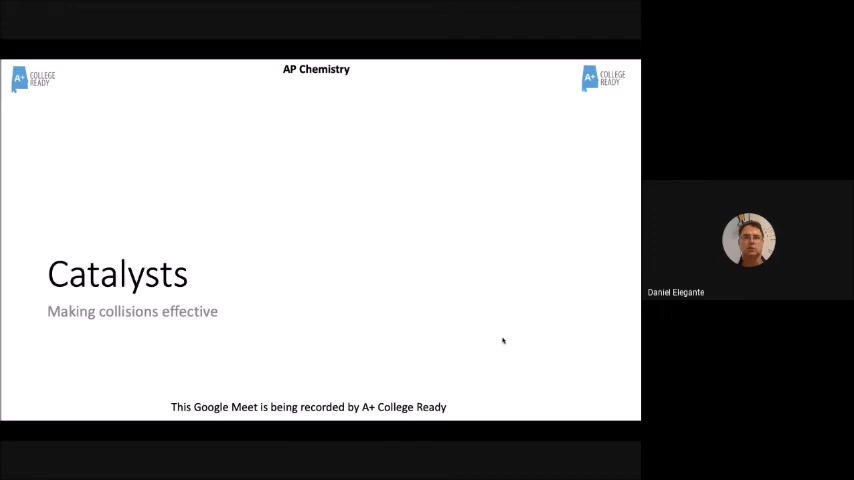 AP Chemistry
A+ COLLEGE
READY
A+ COLLEGE
READY
Catalysts
Making collisions effective
Daniel Elegante
This Google Meet is being recorded by A+ College Ready